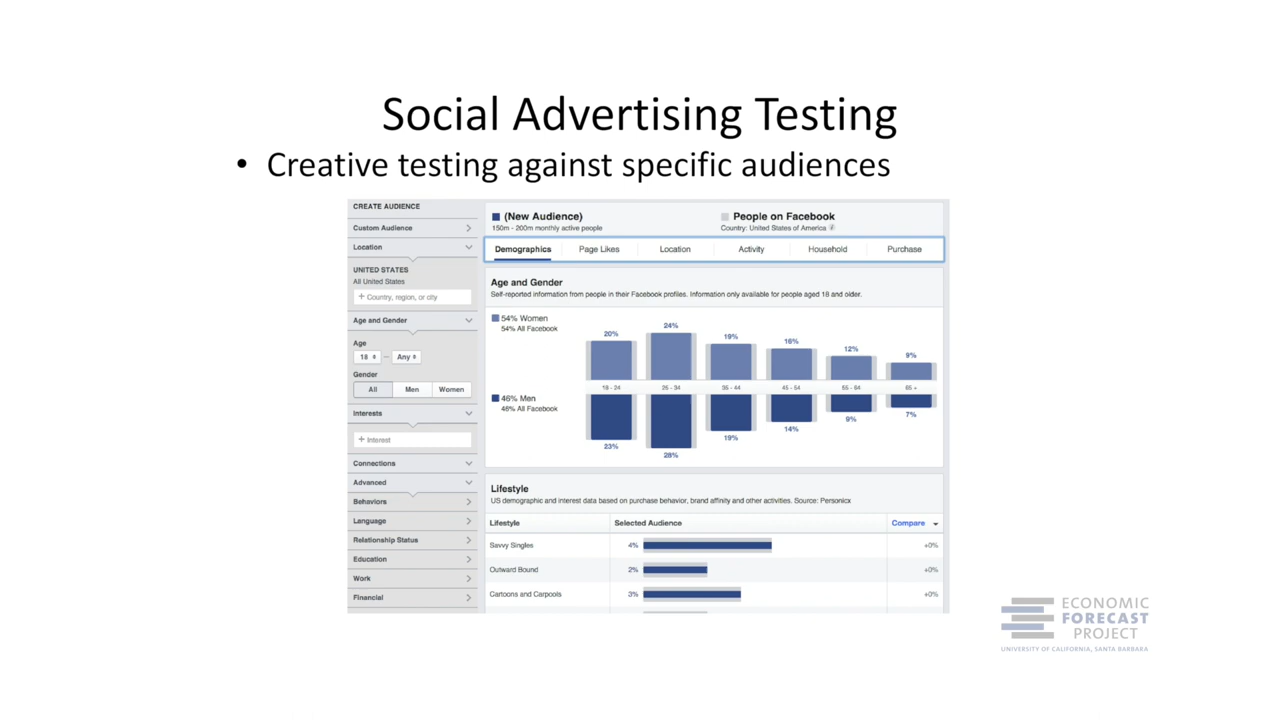 Social Advertising Testing
• Creative testing against specific audiences
CREATE AUDIENCE
Custom Audience
Location
UNITED STATES
All United States
+ Country, region, or city
Age and Gender
Age
18 – Any
Gender
All Men Women
Interests
+ Interest
Connections
Advanced
Behaviors
Language
Relationship Status
Education
Work
Financial
(New Audience)
150m - 200m monthly active people
People on Facebook
Country: United States of America
Demographics Page Likes Location Activity Household Purchase
Age and Gender
Self-reported information from people in their Facebook profiles. Information only available for people aged 18 and older.
54% Women
54% All Facebook
20% 24% 19% 16% 12% 9%
18 - 24 25 - 34 35 - 44 45 - 54 55 - 64 65 +
46% Men
46% All Facebook
23% 28% 19% 14% 9% 7%
Lifestyle
US demographic and interest data based on purchase behavior, brand affinity and other activities. Source: Personicx
Lifestyle Selected Audience Compare
Savvy Singles 4% +0%
Outward Bound 2% +0%
Cartoons and Carpools 3% +0%
ECONOMIC
FORECAST
PROJECT
UNIVERSITY OF CALIFORNIA, SANTA BARBARA